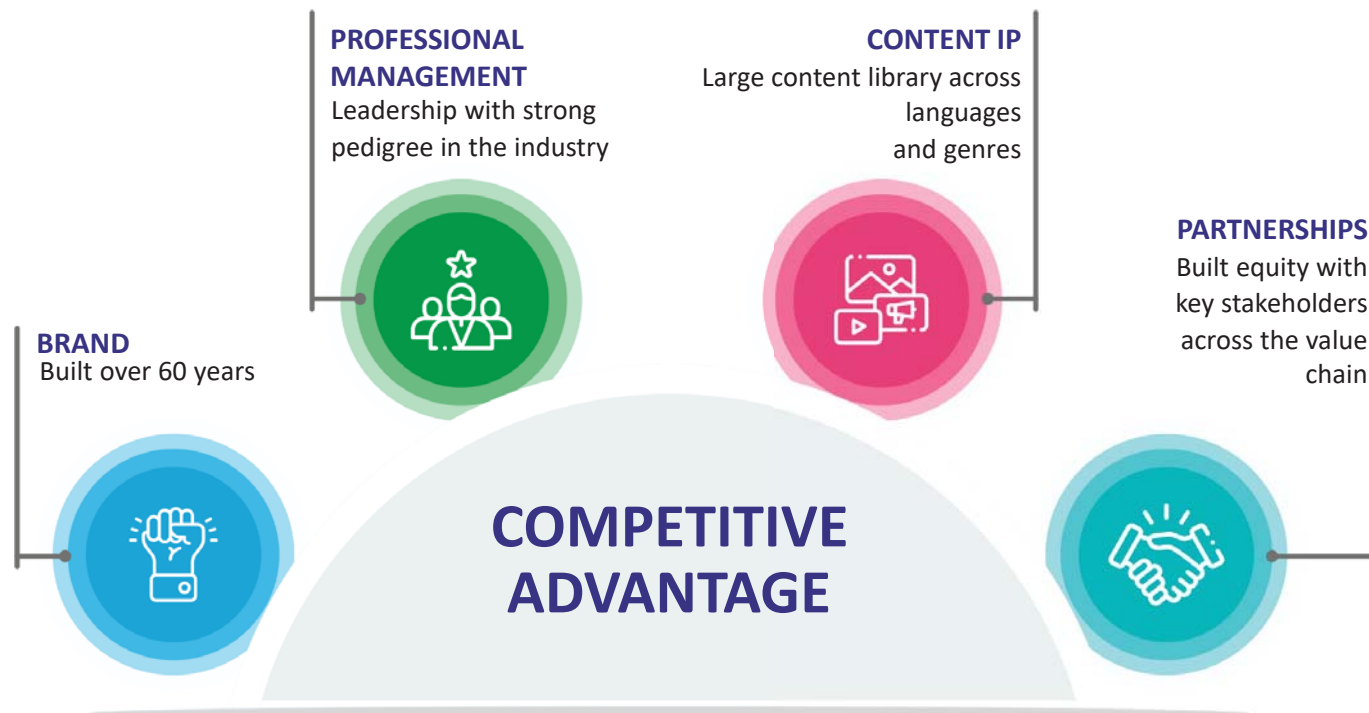 PROFESSIONAL
MANAGEMENT
Leadership with strong
pedigree in the industry
CONTENT IP
Large content library across
languages
and genres
PARTNERSHIPS
Built equity with
key stakeholders
across the value
chain
BRAND
Built over 60 years
COMPETITIVE
ADVANTAGE